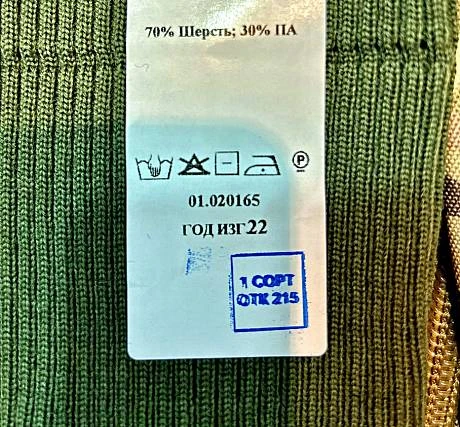 70% Шерсть; 30% ПА
P
01.020165
ГОД ИЗГ.22
1 СОРТ
ОТК 215